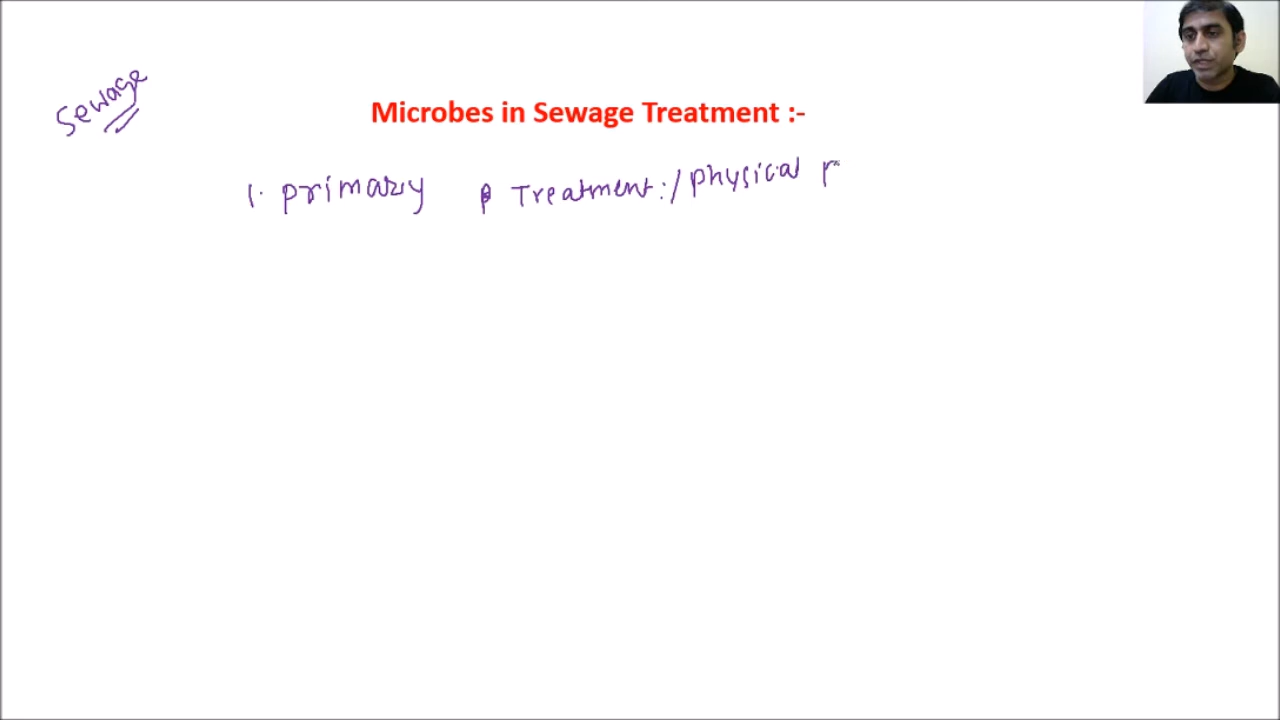 Sewage
Microbes in Sewage Treatment :-
1. Primary Treatment :/ Physical